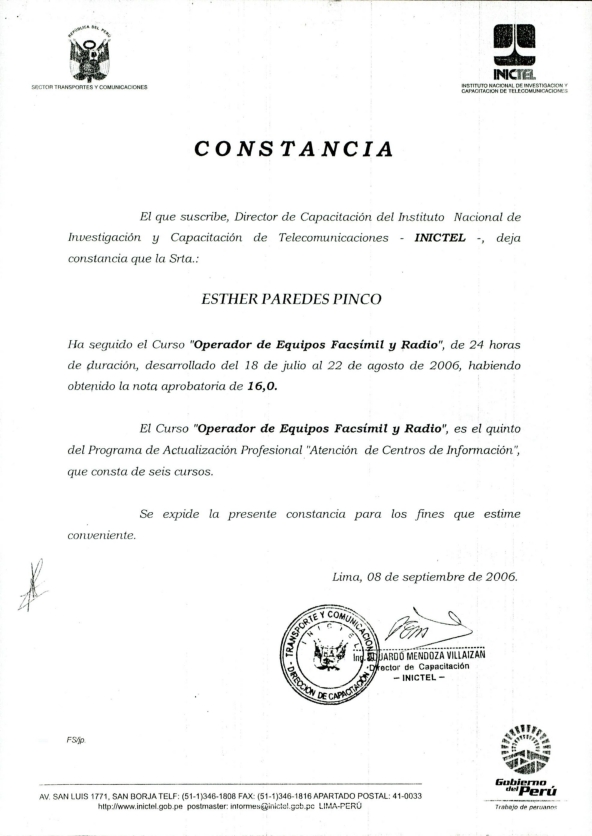 REPUBLICA DEL PERU
SECTOR TRANSPORTES Y COMUNICACIONES
INICTEL
INSTITUTO NACIONAL DE INVESTIGACION Y
CAPACITACION DE TELECOMUNICACIONES
CONSTANCIA
El que suscribe, Director de Capacitación del Instituto Nacional de
Investigación y Capacitación de Telecomunicaciones - INICTEL -, deja
constancia que la Srta.:
ESTHER PAREDES PINCO
Ha seguido el Curso "Operador de Equipos Facsímil y Radio", de 24 horas
de duración, desarrollado del 18 de julio al 22 de agosto de 2006, habiendo
obtenido la nota aprobatoria de 16,0.
El Curso "Operador de Equipos Facsímil y Radio", es el quinto
del Programa de Actualización Profesional "Atención de Centros de Información",
que consta de seis cursos.
Se expide la presente constancia para los fines que estime
conveniente.
Lima, 08 de septiembre de 2006.
TRANSPORTE Y COMUNICACIONES
INICTEL
DIRECCION DE CAPACITACIÓN
Ing. EDUARDO MENDOZA VILLAIZAN
Director de Capacitación
– INICTEL –
FS/jp.
AV. SAN LUIS 1771, SAN BORJA TELF: (51-1)346-1808 FAX: (51-1)346-1816 APARTADO POSTAL: 41-0033
http://www.inictel.gob.pe postmaster: informes@inictel.gob.pe LIMA-PERÚ
Gobierno
del Perú
Trabajo de peruanos